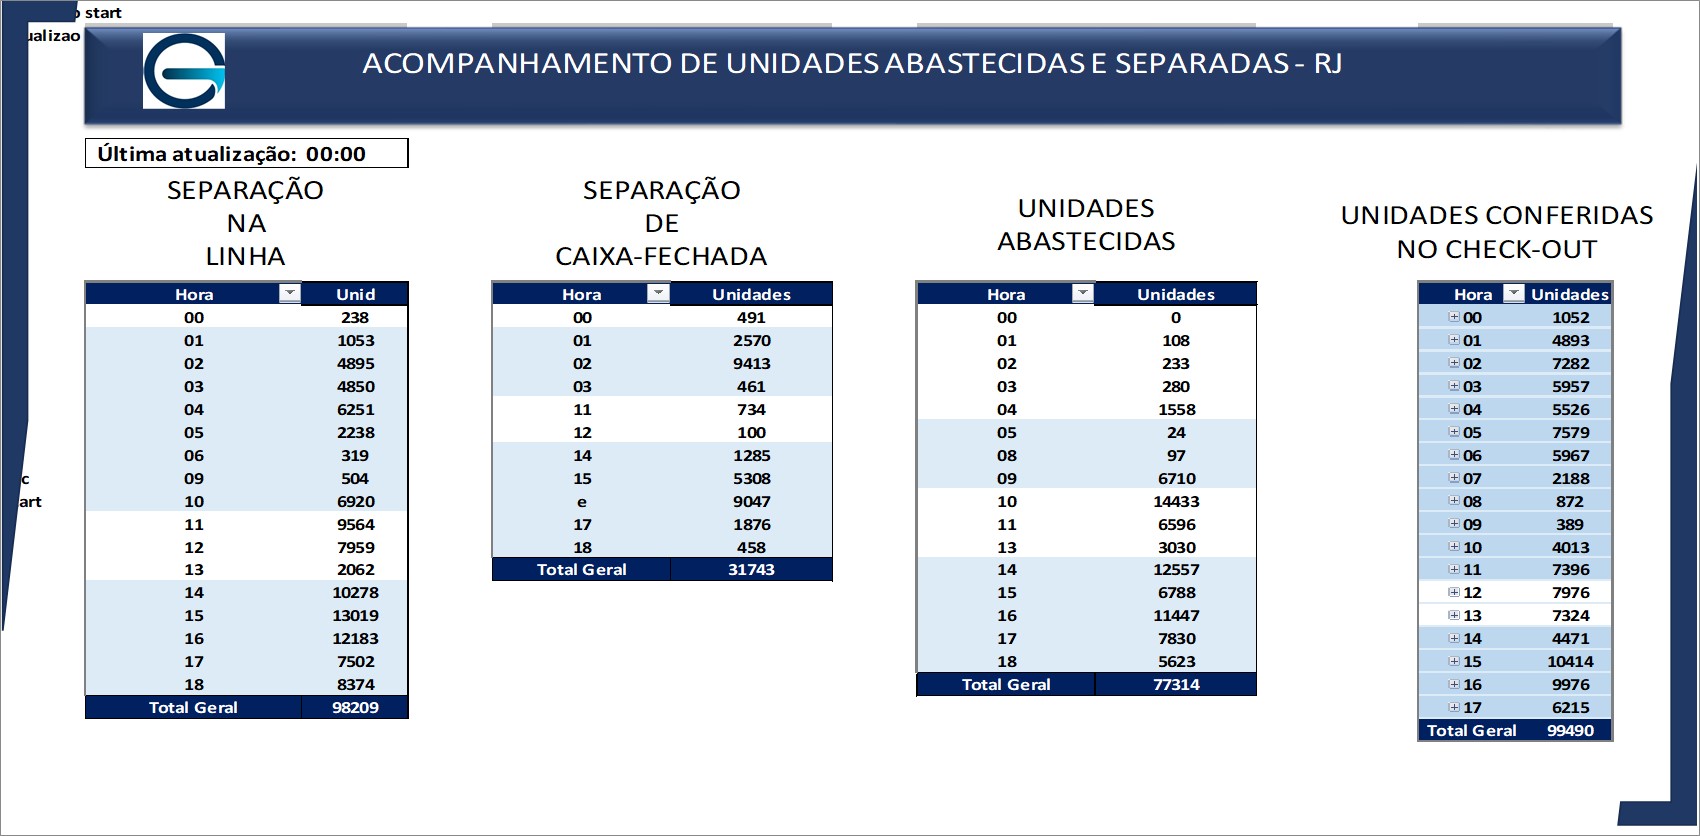 start
ualizao
ACOMPANHAMENTO DE UNIDADES ABASTECIDAS E SEPARADAS - RJ
Última atualização: 00:00
SEPARAÇÃO
NA
LINHA
Hora Unid
00 238
01 1053
02 4895
03 4850
04 6251
05 2238
06 319
09 504
10 6920
11 9564
12 7959
13 2062
14 10278
15 13019
16 12183
17 7502
18 8374
Total Geral 98209
SEPARAÇÃO
DE
CAIXA-FECHADA
Hora Unidades
00 491
01 2570
02 9413
03 461
11 734
12 100
14 1285
15 5308
e 9047
17 1876
18 458
Total Geral 31743
UNIDADES
ABASTECIDAS
Hora Unidades
00 0
01 108
02 233
03 280
04 1558
05 24
08 97
09 6710
10 14433
11 6596
13 3030
14 12557
15 6788
16 11447
17 7830
18 5623
Total Geral 77314
UNIDADES CONFERIDAS
NO CHECK-OUT
Hora Unidades
00 1052
01 4893
02 7282
03 5957
04 5526
05 7579
06 5967
07 2188
08 872
09 389
10 4013
11 7396
12 7976
13 7324
14 4471
15 10414
16 9976
17 6215
Total Geral 99490
c
art